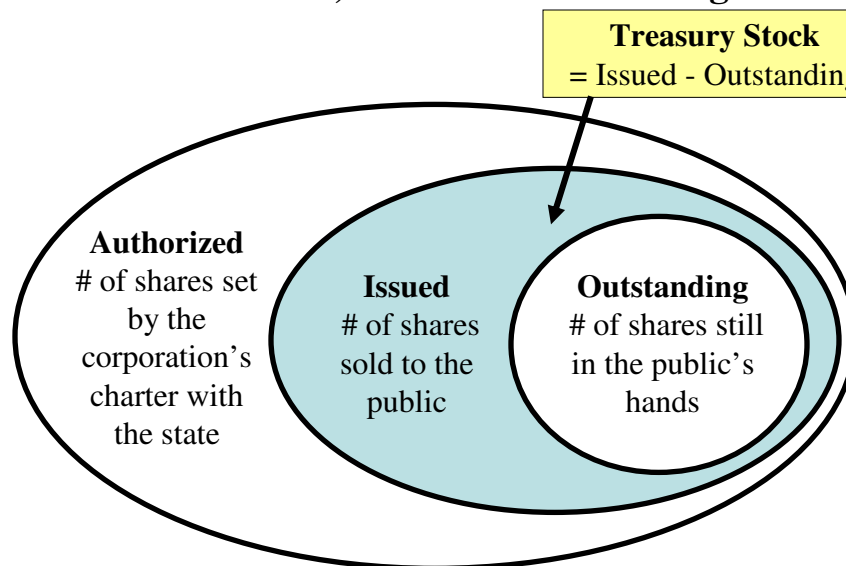 Treasury Stock
= Issued - Outstanding
Authorized
# of shares set
by the
corporation's
charter with
the state
Issued
# of shares
sold to the
public
Outstanding
# of shares still
in the public's
hands